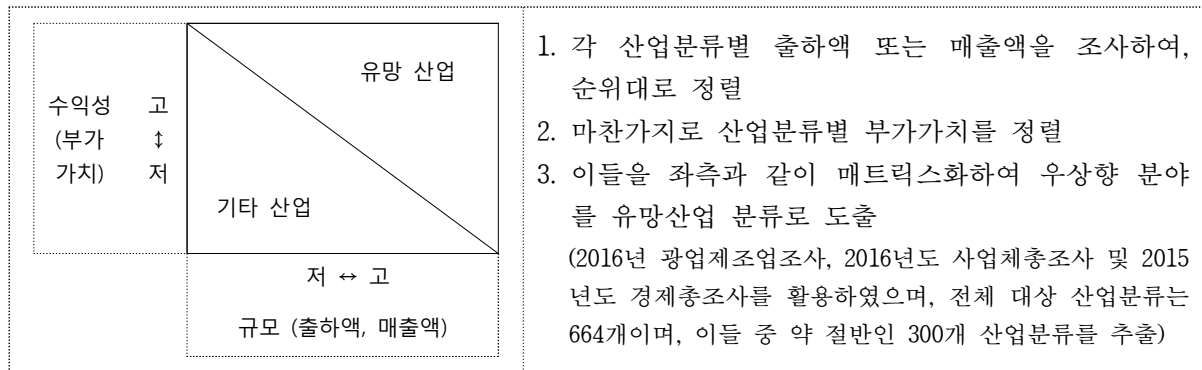 유망 산업
수익성 고
(부가 ↕
가치) 저
기타 산업
저 ↔ 고
규모 (출하액, 매출액)
1. 각 산업분류별 출하액 또는 매출액을 조사하여,
순위대로 정렬
2. 마찬가지로 산업분류별 부가가치를 정렬
3. 이들을 좌측과 같이 매트릭스화하여 우상향 분야
를 유망산업 분류로 도출
(2016년 광업제조업조사, 2016년도 사업체총조사 및 2015
년도 경제총조사를 활용하였으며, 전체 대상 산업분류는
664개이며, 이들 중 약 절반인 300개 산업분류를 추출)